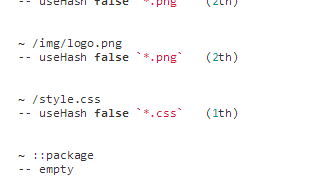 -- useHash false `*.png`    (2th)
~ /img/logo.png
-- useHash false `*.png`    (2th)
~ /style.css
-- useHash false `*.css`    (1th)
~ ::package
-- empty